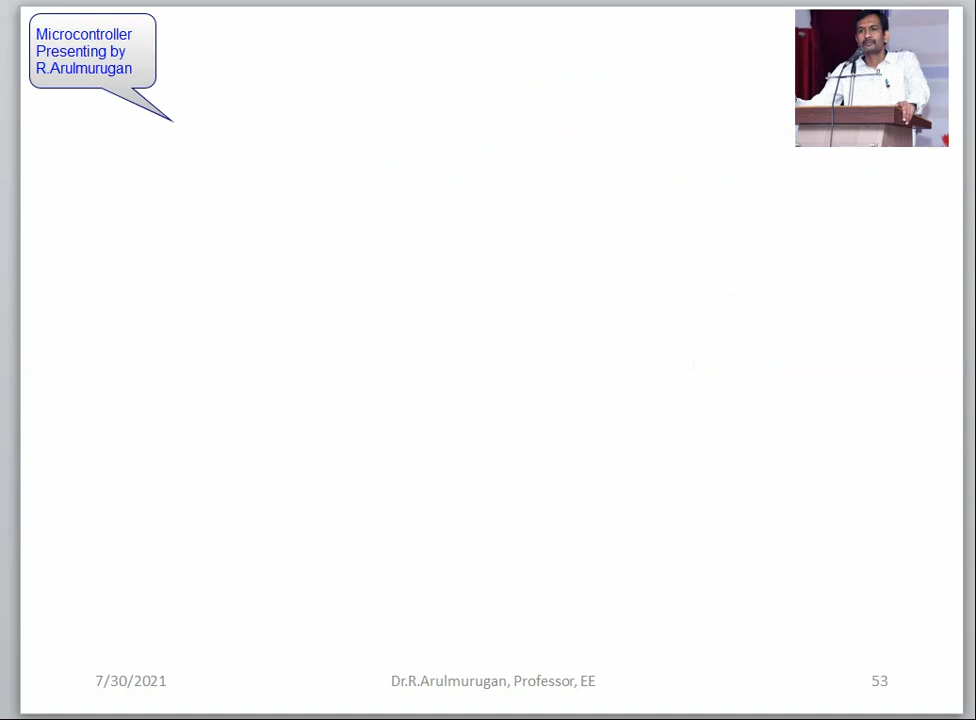 Microcontroller
Presenting by
R.Arulmurugan
7/30/2021
Dr.R.Arulmurugan, Professor, EE
53